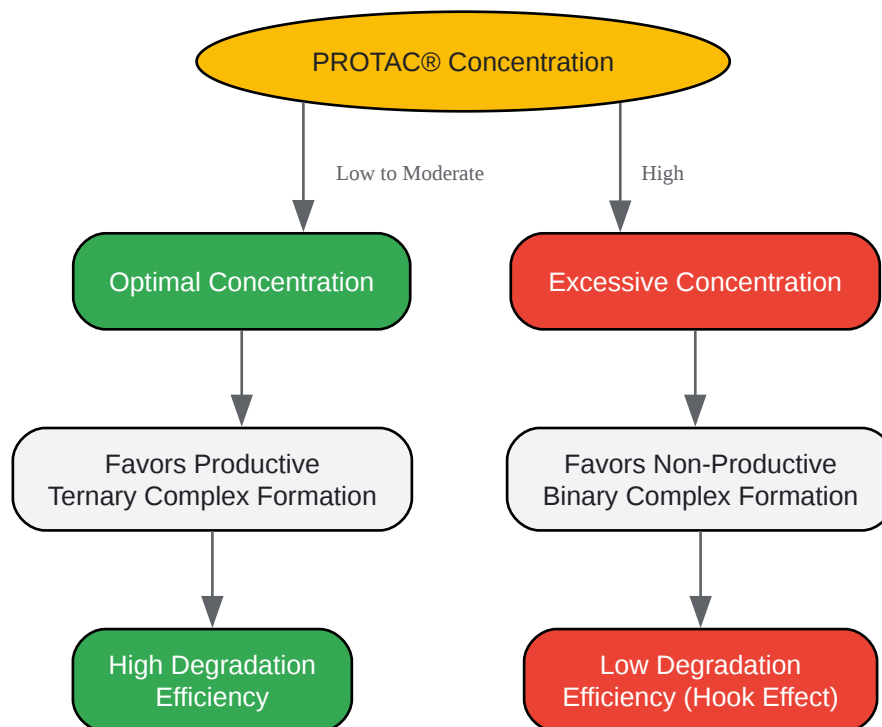 PROTAC® Concentration
Low to Moderate
High
Optimal Concentration
Excessive Concentration
Favors Productive
Ternary Complex Formation
Favors Non-Productive
Binary Complex Formation
High Degradation
Efficiency
Low Degradation
Efficiency (Hook Effect)